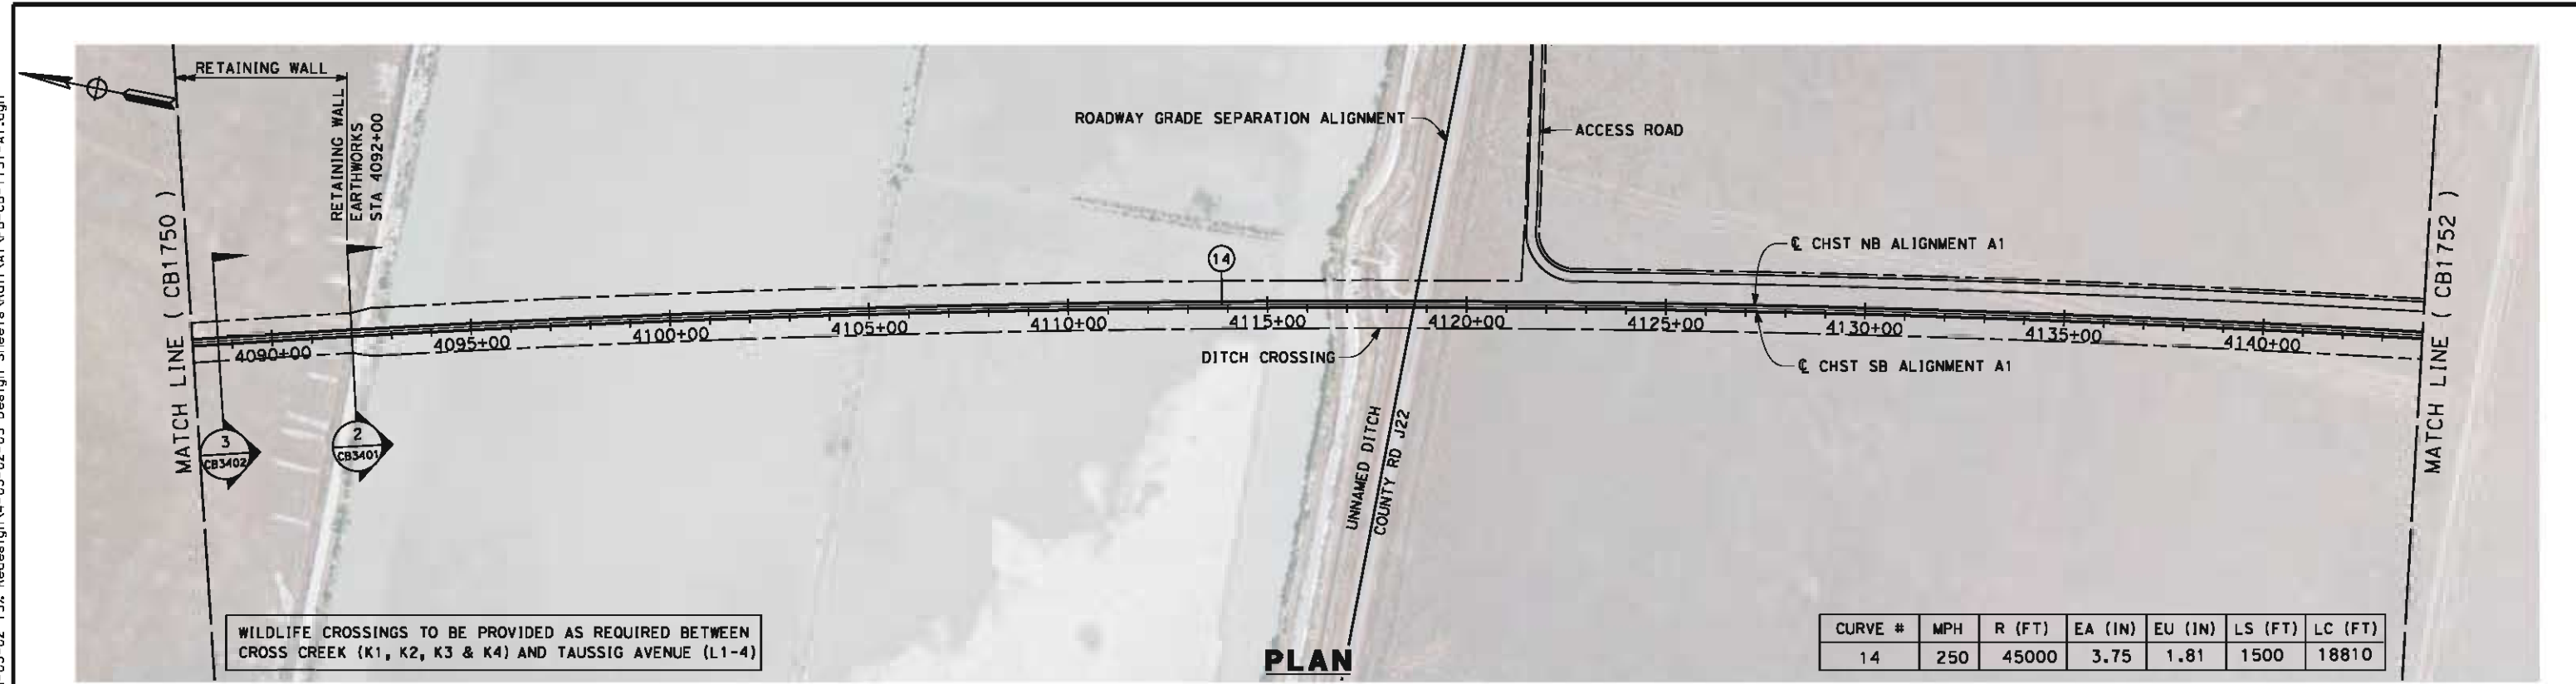 RETAINING WALL
RETAINING WALL
EARTHWORKS
STA 4092+00
MATCH LINE ( CB1750 )
ROADWAY GRADE SEPARATION ALIGNMENT
ACCESS ROAD
14
℄ CHST NB ALIGNMENT A1
MATCH LINE ( CB1752 )
4090+00
4095+00
4100+00
4105+00
4110+00
4115+00
4120+00
4125+00
4130+00
4135+00
4140+00
DITCH CROSSING
℄ CHST SB ALIGNMENT A1
3
CB3402
2
CB3401
UNNAMED DITCH
COUNTY RD J22
WILDLIFE CROSSINGS TO BE PROVIDED AS REQUIRED BETWEEN
CROSS CREEK (K1, K2, K3 & K4) AND TAUSSIG AVENUE (L1-4)
PLAN
CURVE # MPH R (FT) EA (IN) EU (IN) LS (FT) LC (FT)
14 250 45000 3.75 1.81 1500 18810